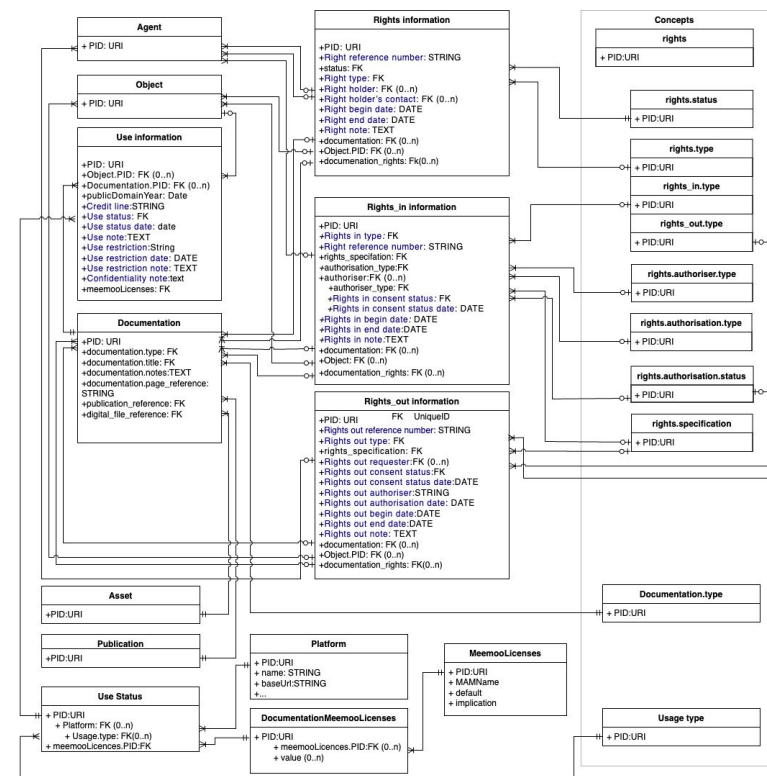 Agent
+ PID: URI
Object
+ PID: URI
Use information
+PID: URI
+Object.PID: FK (0..n)
+Documentation.PID: FK (0..n)
+publicDomainYear: Date
+Credit line:STRING
+Use status: FK
+Use status date: date
+Use note:TEXT
+Use restriction:String
+Use restriction date: DATE
+Use restriction note: TEXT
+Confidentiality note:text
+meemooLicenses: FK
Documentation
+PID: URI
+documentation.type: FK
+documentation.title: FK
+documentation.notes:TEXT
+documentation.page_reference:
STRING
+publication_reference: FK
+digital_file_reference: FK
Asset
+PID:URI
Publication
+PID:URI
Use Status
+ PID:URI
+ Platform: FK (0..n)
+ Usage.type: FK(0..n)
+ meemooLicences.PID:FK
Rights information
+PID: URI
+Right reference number: STRING
+status: FK
+Right type: FK
+Right holder: FK (0..n)
+Right holder's contact: FK (0..n)
+Right begin date: DATE
+Right end date: DATE
+Right note: TEXT
+documentation: FK (0..n)
+Object.PID: FK (0..n)
+documenation_rights: Fk(0..n)
Rights_in information
+PID: URI
+Rights in type: FK
+Right reference number: STRING
+rights_specifation: FK
+authorisation_type:FK
+authoriser:FK (0..n)
+authoriser_type: FK
+Rights in consent status: FK
+Rights in consent status: DATE
+Rights in begin date: DATE
+Rights in end date:DATE
+Rights in note:TEXT
+documentation: FK (0..n)
+Object: FK (0..n)
+documentation_rights: FK(0..n)
Rights_out information
+PID: URI FK UniqueID
+Rights out reference number: STRING
+Rights out type: FK
+rights_specification: FK
+Rights out requester:FK (0..n)
+Rights out consent status:FK
+Rights out consent status date:DATE
+Rights out authoriser:STRING
+Rights out authorisation date: DATE
+Rights out begin date:DATE
+Rights out end date:DATE
+Rights out note: TEXT
+documentation: FK (0..n)
+Object.PID: FK (0..n)
+documentation_rights: FK(0..n)
Platform
+ PID:URI
+ name: STRING
+ baseUrl:STRING
+...
DocumentationMeemooLicenses
+ PID:URI
+ meemooLicences.PID:FK (0..n)
+ value (0..n)
MeemooLicenses
+ PID:URI
+ MAMName
+ default
+ implication
Concepts
rights
+ PID:URI
rights.status
+ PID:URI
rights.type
+ PID:URI
rights_in.type
+ PID:URI
rights_out.type
+ PID:URI
rights.authoriser.type
+ PID:URI
rights.authorisation.type
+ PID:URI
rights.authorisation.status
+ PID:URI
rights.specification
+ PID:URI
Documentation.type
+ PID:URI
Usage type
+ PID:URI